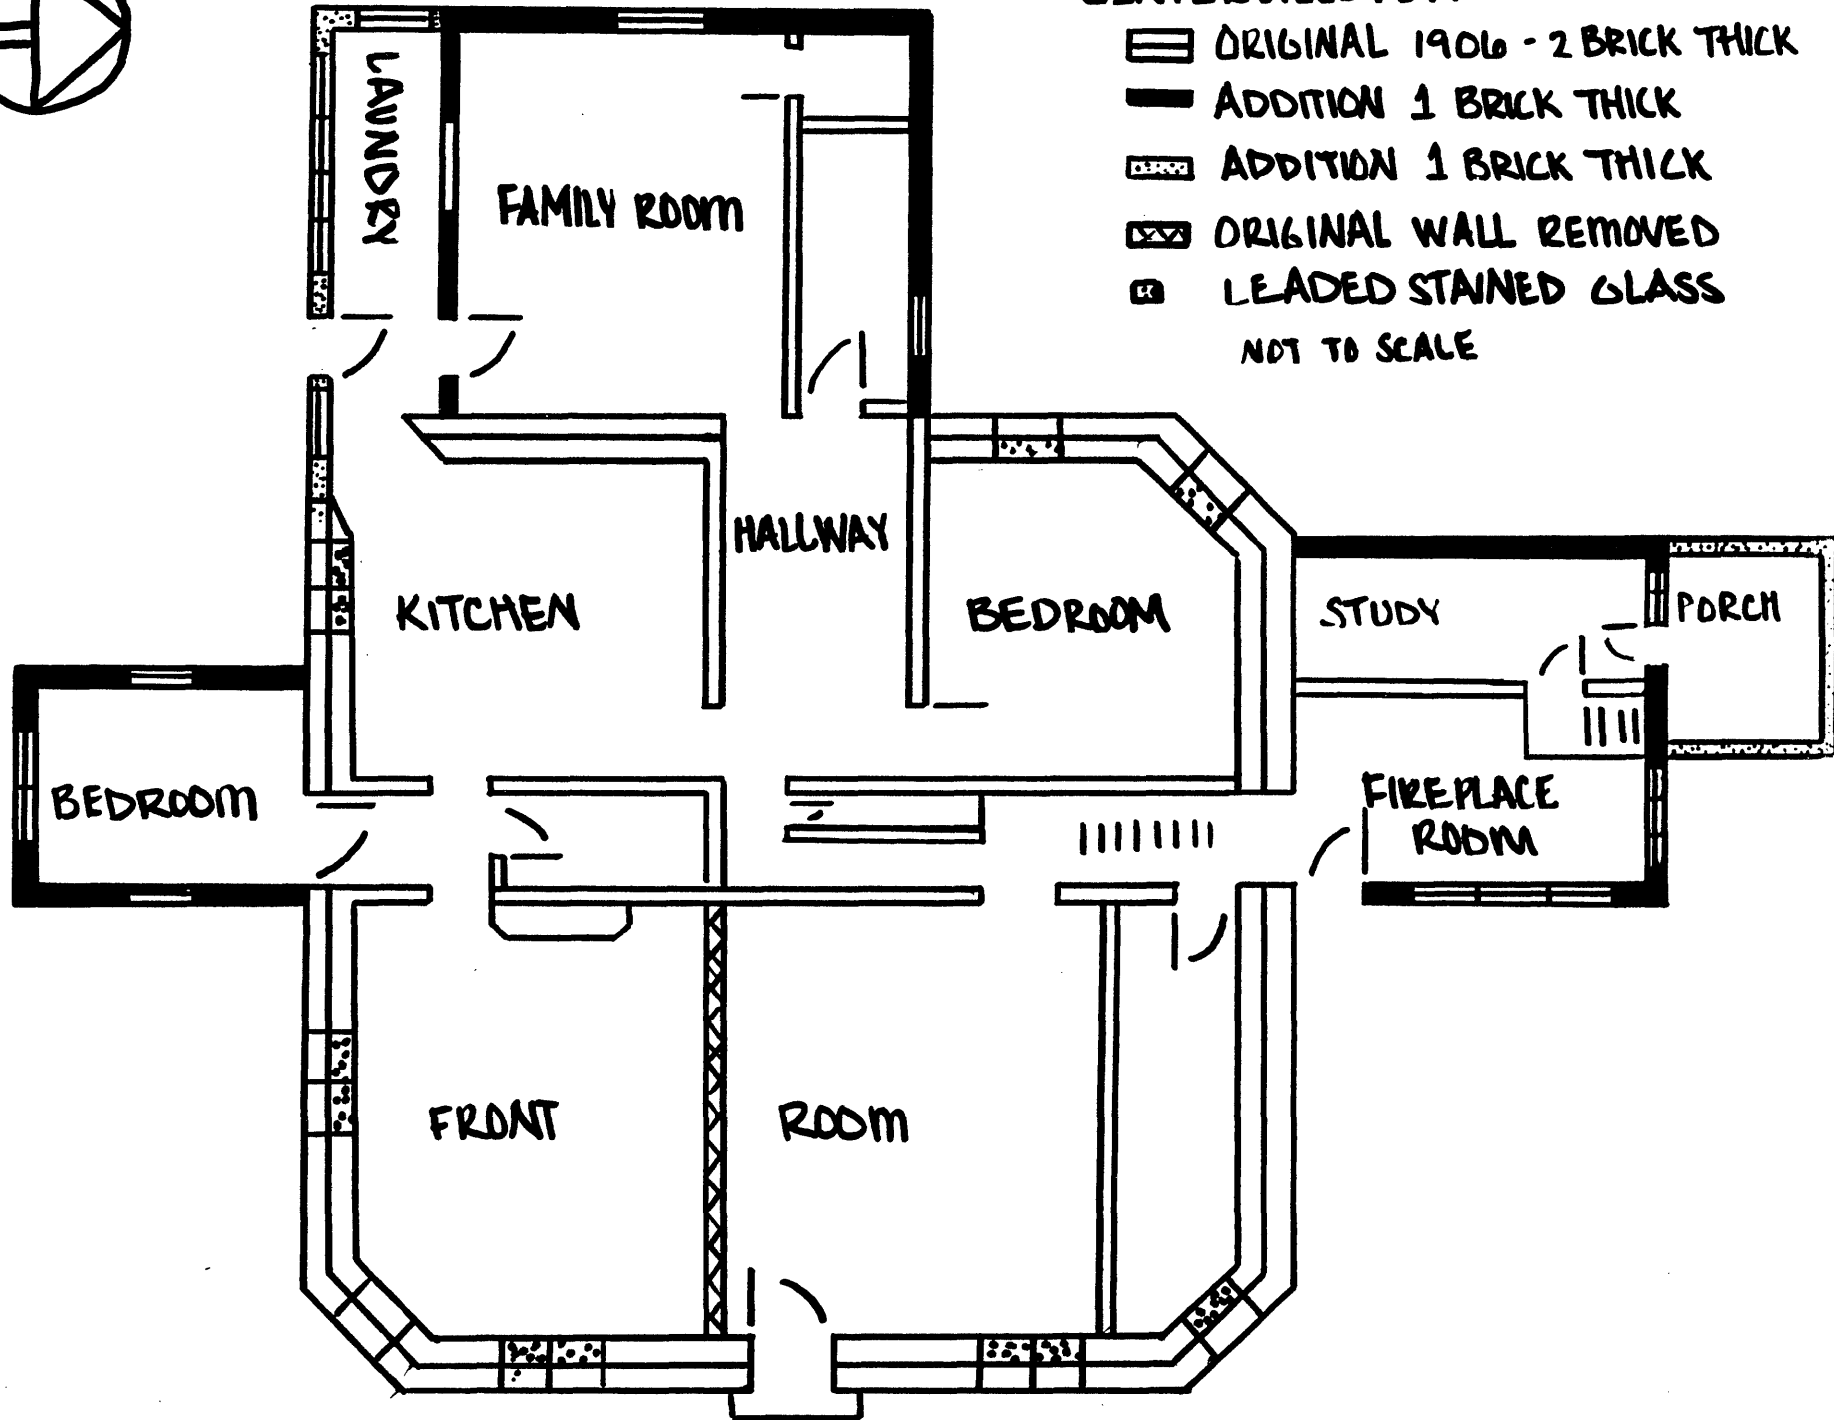 ORIGINAL 1906 - 2 BRICK THICK
ADDITION 1 BRICK THICK
ADDITION 1 BRICK THICK
ORIGINAL WALL REMOVED
LEADED STAINED GLASS
NOT TO SCALE
LAUNDRY
FAMILY ROOM
HALLWAY
KITCHEN
BEDROOM
STUDY
PORCH
BEDROOM
FIREPLACE
ROOM
FRONT ROOM